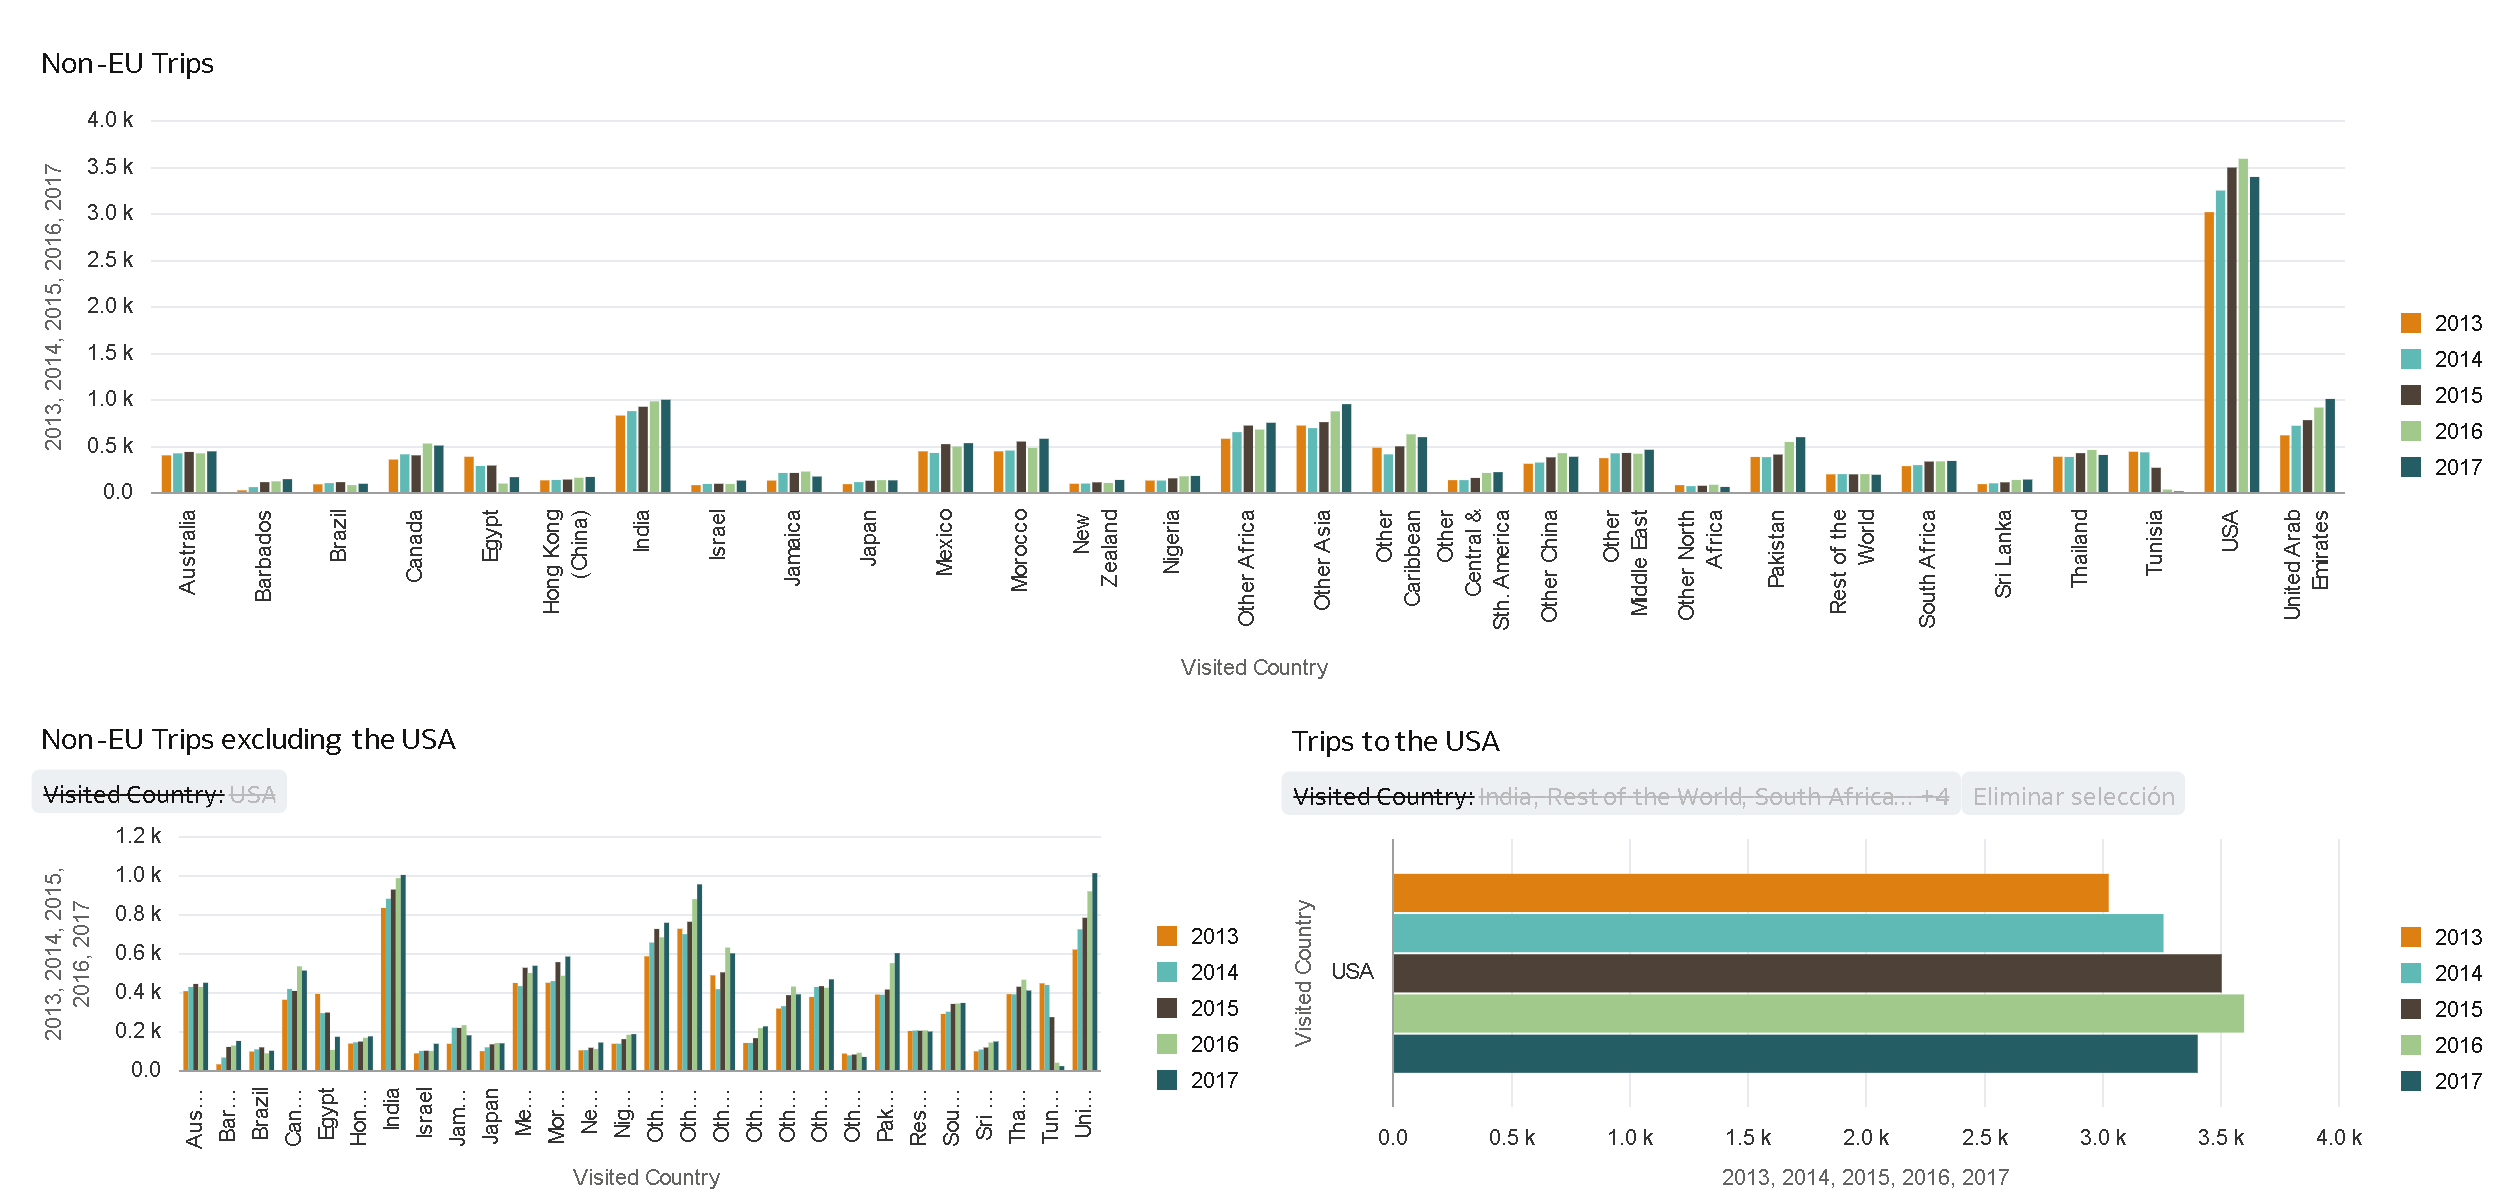 Non-EU Trips
4.0 k
3.5 k
3.0 k
2.5 k
2.0 k
1.5 k
1.0 k
0.5 k
0.0
2013, 2014, 2015, 2016, 2017
Australia
Barbados
Brazil
Canada
Egypt
Hong Kong
(China)
India
Israel
Jamaica
Japan
Mexico
Morocco
New
Zealand
Nigeria
Other Africa
Other Asia
Other
Caribbean
Other
Central &
Sth. America
Other China
Other
Middle East
Other North
Africa
Pakistan
Rest of the
World
South Africa
Sri Lanka
Thailand
Tunisia
USA
United Arab
Emirates
Visited Country
2013
2014
2015
2016
2017
Non-EU Trips excluding the USA
Visited Country: USA
1.2 k
1.0 k
0.8 k
0.6 k
0.4 k
0.2 k
0.0
2013, 2014, 2015,
2016, 2017
Aus...
Bar...
Brazil
Can...
Egypt
Hon...
India
Israel
Jam...
Japan
Me...
Mor...
Ne...
Nig...
Oth...
Oth...
Oth...
Oth...
Oth...
Oth...
Oth...
Pak...
Res...
Sou...
Sri ...
Tha...
Tun...
Uni...
Visited Country
2013
2014
2015
2016
2017
Trips to the USA
Visited Country: India, Rest of the World, South Africa... +4 Eliminar selección
Visited Country
USA
0.0
0.5 k
1.0 k
1.5 k
2.0 k
2.5 k
3.0 k
3.5 k
4.0 k
2013, 2014, 2015, 2016, 2017
2013
2014
2015
2016
2017